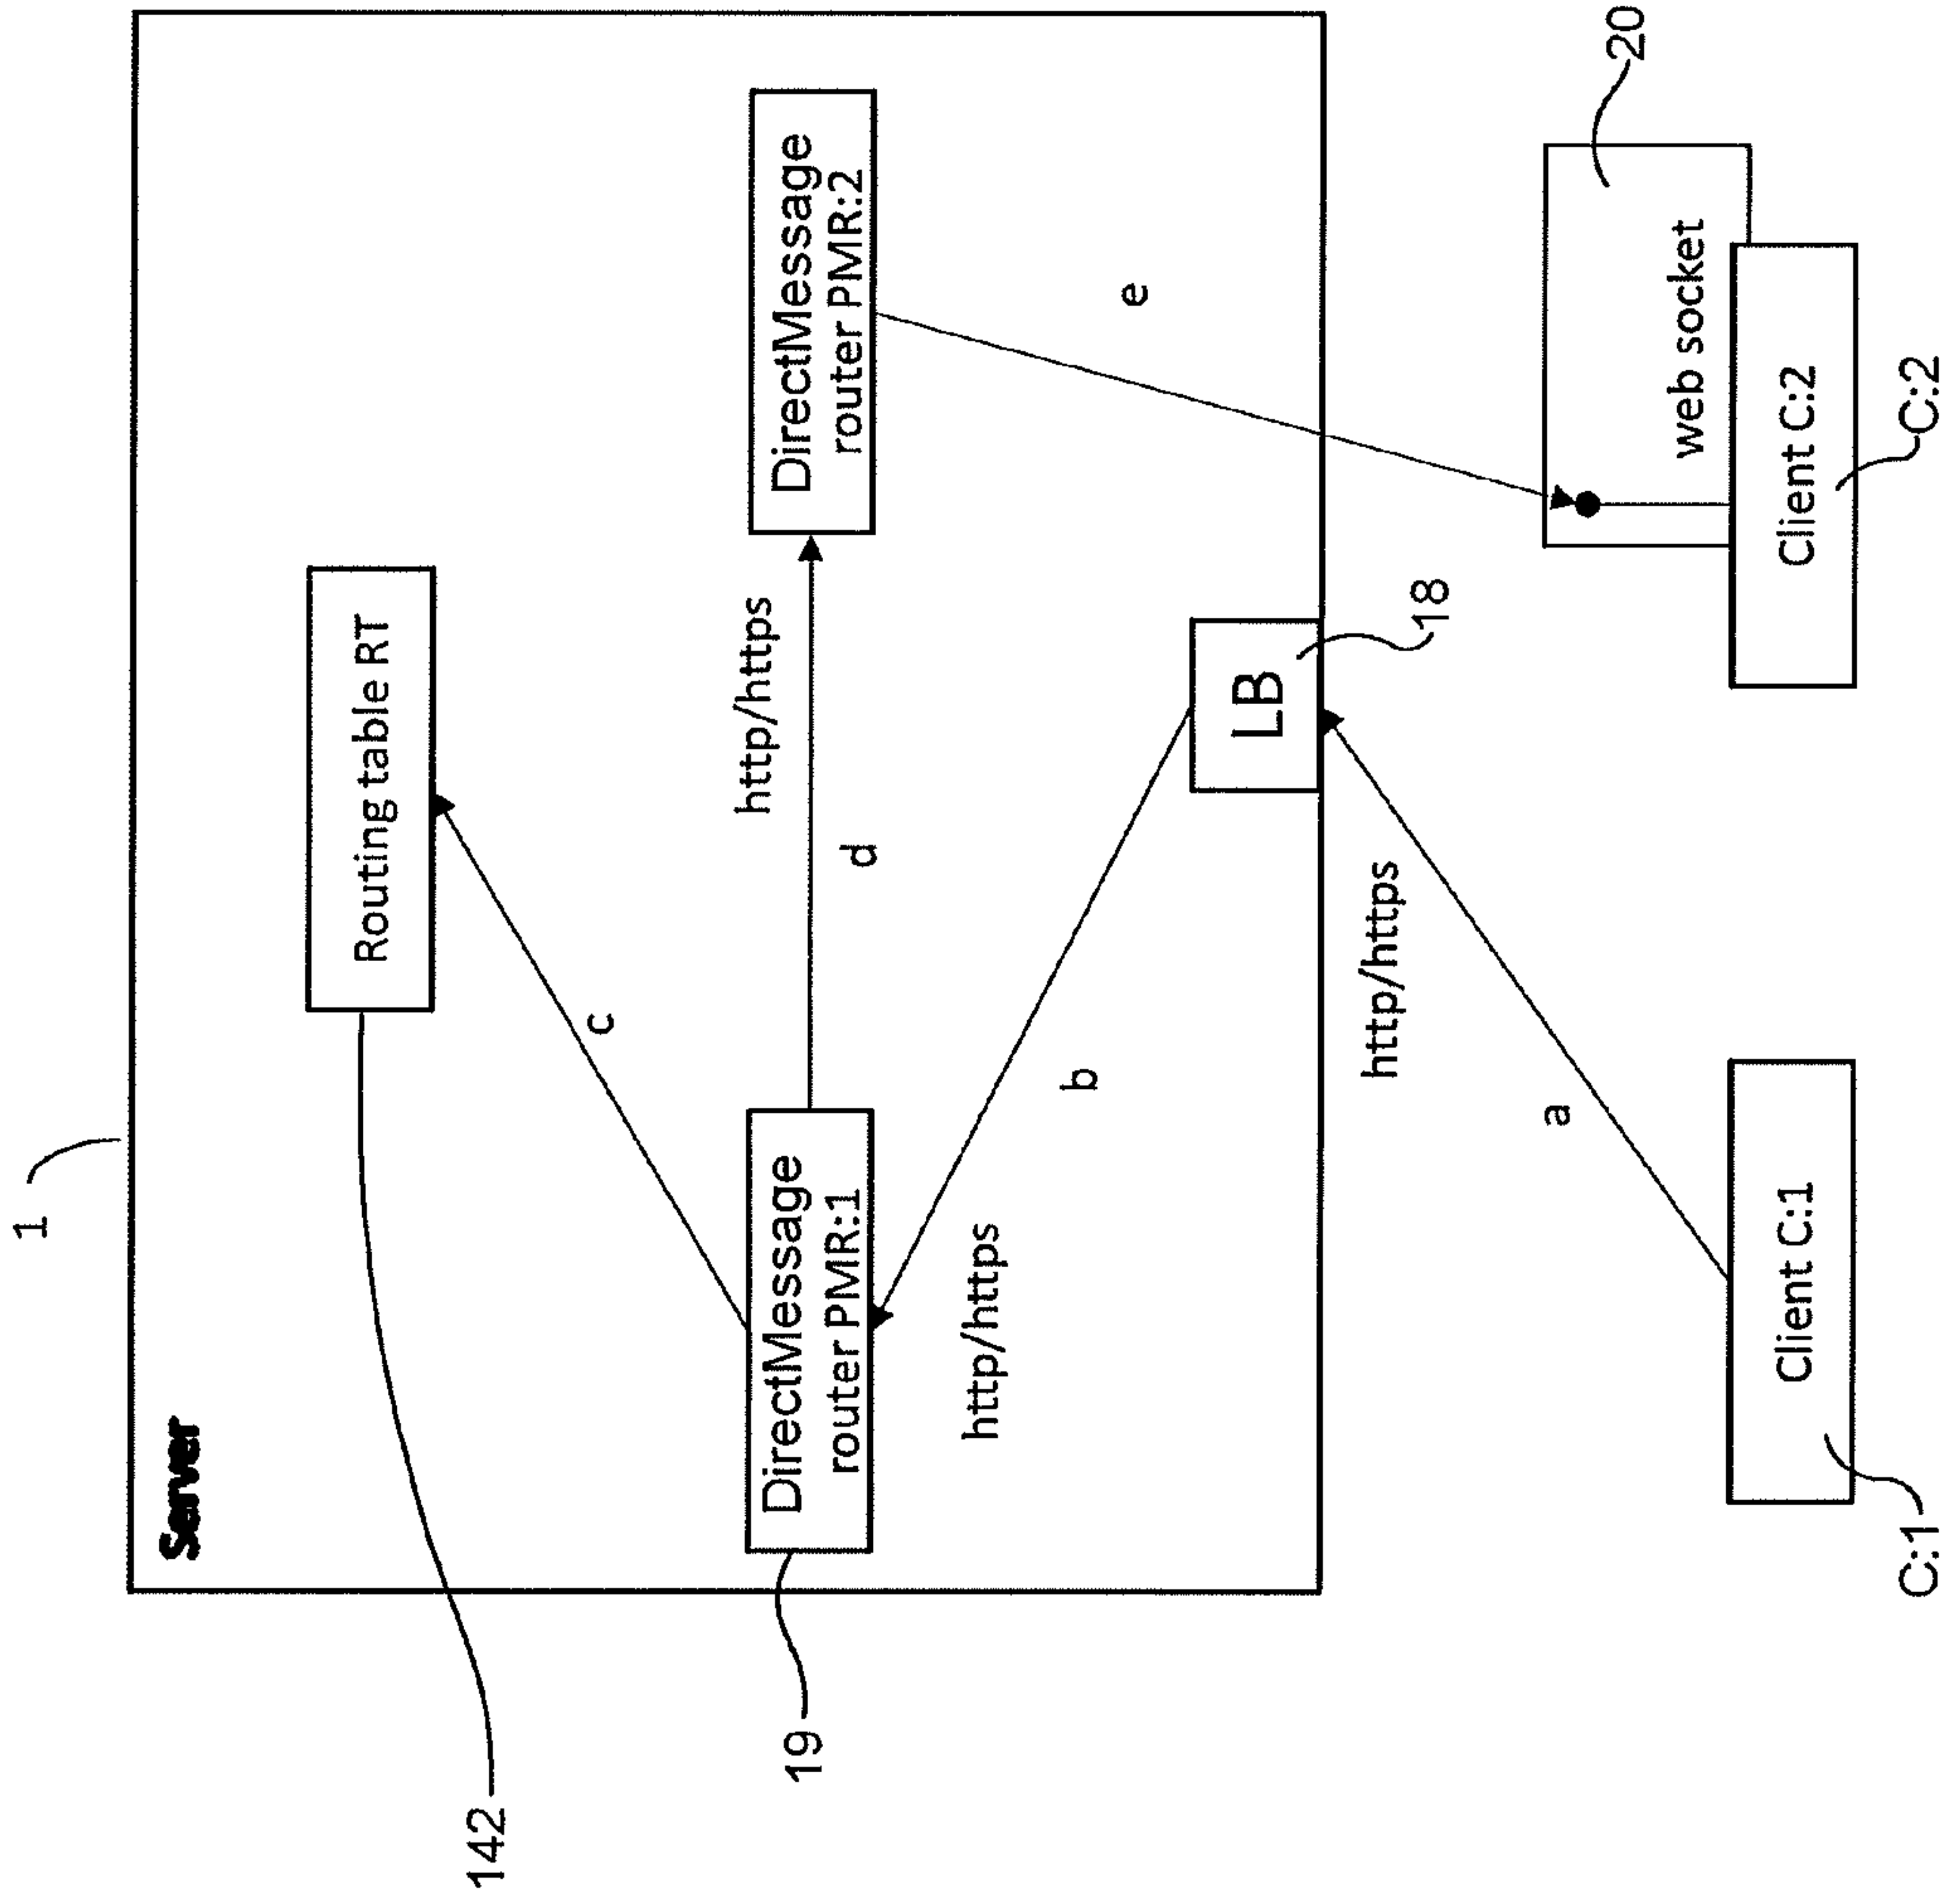 1
Server
142
Routing table RT
c
19
DirectMessage
router PMR:1
http/https
d
DirectMessage
router PMR:2
http/https
b
e
LB
18
http/https
a
20
web socket
Client C:1
C:1
Client C:2
C:2